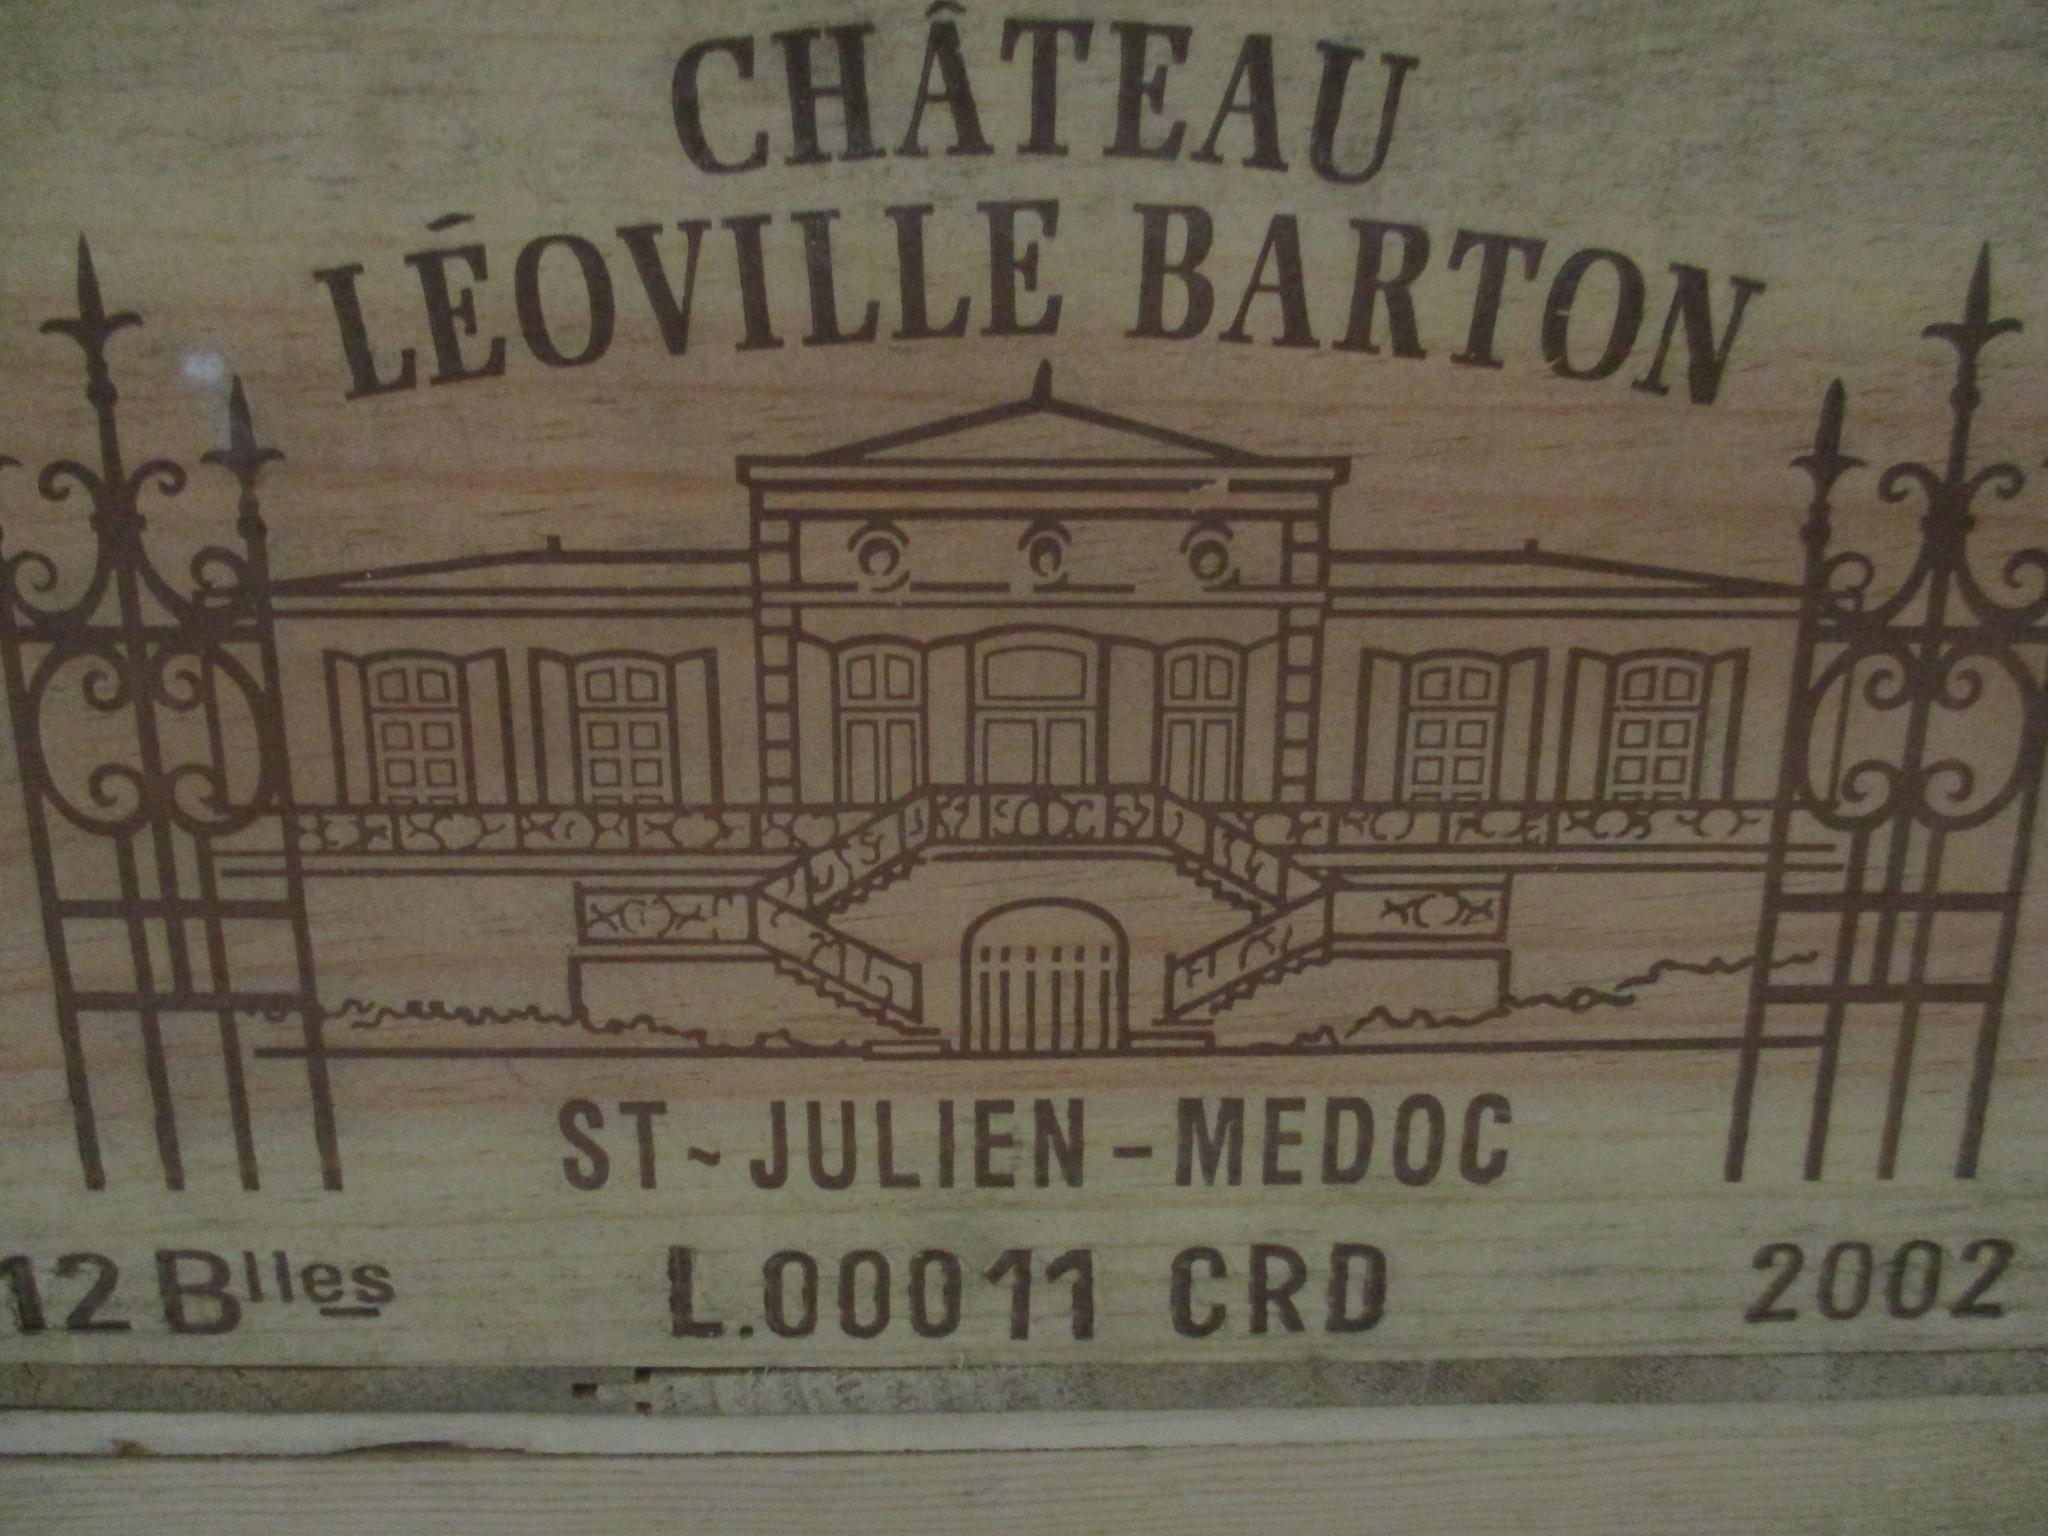 CHÂTEAU
LÉOVILLE BARTON
ST-JULIEN-MEDOC
12 Blles L.00011 CRD 2002